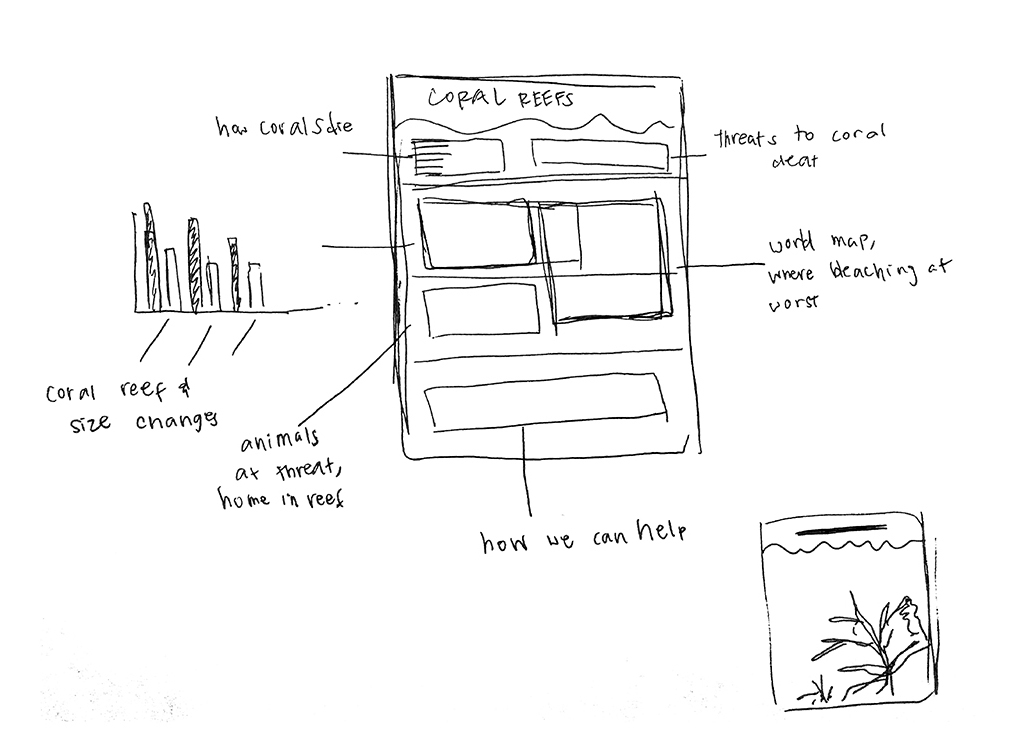 CORAL REEFS
how corals die
threats to coral
coral reef &
size changes
world map,
where bleaching at
worst
animals
at threat,
home in reef
how we can help